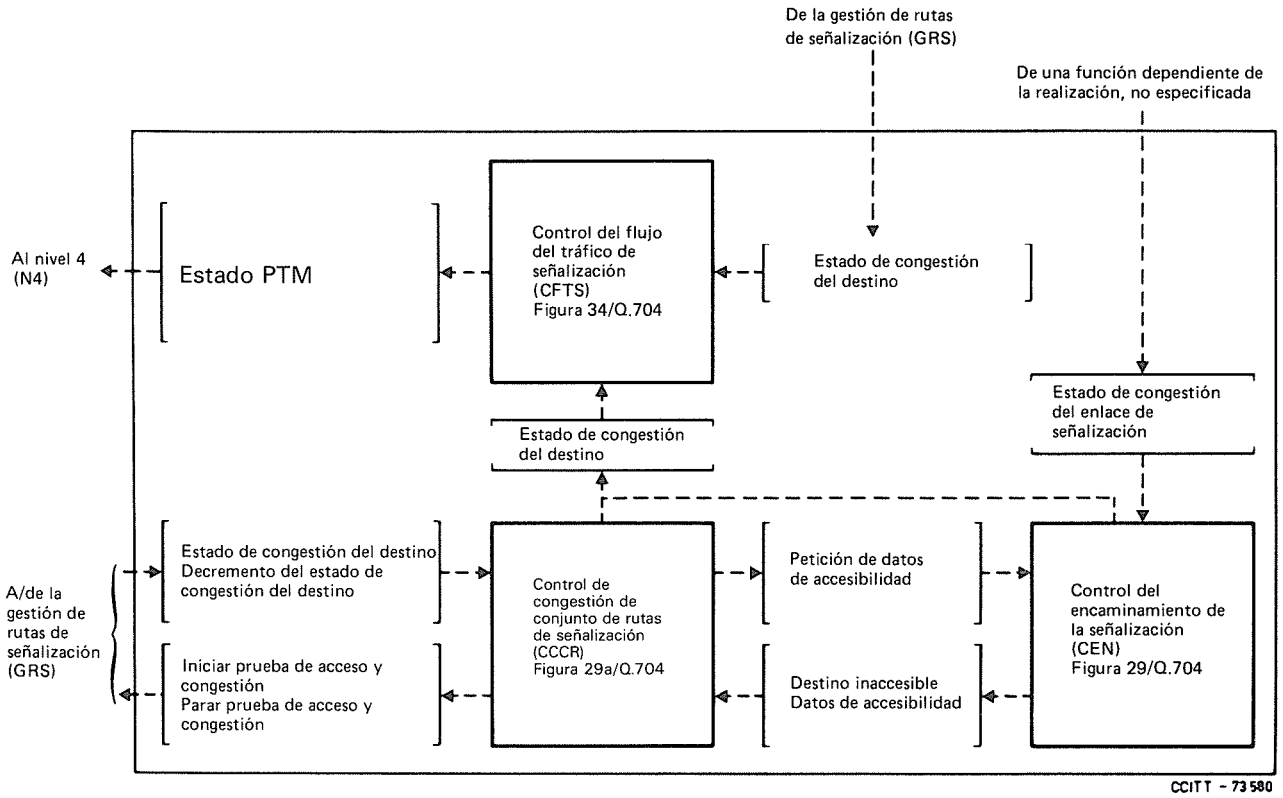 De la gestión de rutas
de señalización (GRS)
De una función dependiente de
la realización, no especificada
Al nivel 4
(N4)
Estado PTM
Control del flujo
del tráfico de
señalización
(CFTS)
Figura 34/Q.704
Estado de congestión
del destino
Estado de congestión
del enlace de
señalización
Estado de congestión
del destino
A/de la
gestión de
rutas de
señalización
(GRS)
Estado de congestión del destino
Decremento del estado de
congestión del destino
Iniciar prueba de acceso y
congestión
Parar prueba de acceso y
congestión
Control de
congestión de
conjunto de rutas
de señalización
(CCCR)
Figura 29a/Q.704
Petición de datos
de accesibilidad
Destino inaccesible
Datos de accesibilidad
Control del
encaminamiento de
la señalización
(CEN)
Figura 29/Q.704
CCITT - 73580